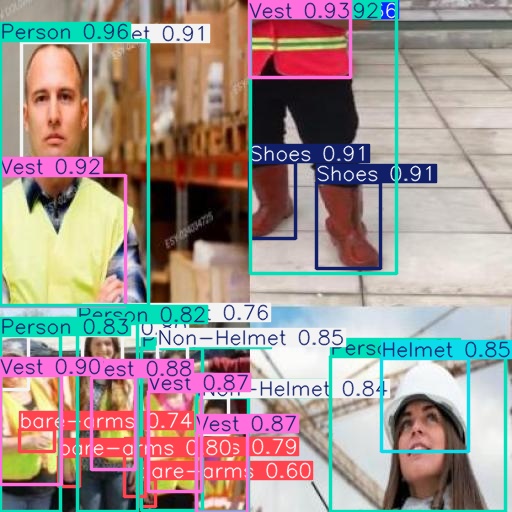 Person 0.96
et 0.91
Vest 0.93
92
6
Vest 0.92
Shoes 0.91
Shoes 0.91
Person 0.82
0.76
Person 0.83
Non-Helmet 0.85
Helmet 0.85
Vest 0.90
est 0.88
Vest 0.87
-Helmet 0.84
bare-arms 0.74
Vest 0.87
bare-arms 0.80
s 0.79
are-arms 0.60